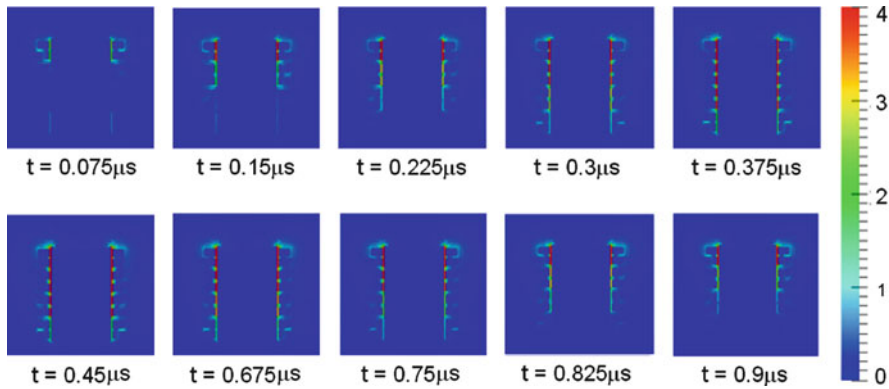 t = 0.075µs
t = 0.15µs
t = 0.225µs
t = 0.3µs
t = 0.375µs
t = 0.45µs
t = 0.675µs
t = 0.75µs
t = 0.825µs
t = 0.9µs
4
3
2
1
0